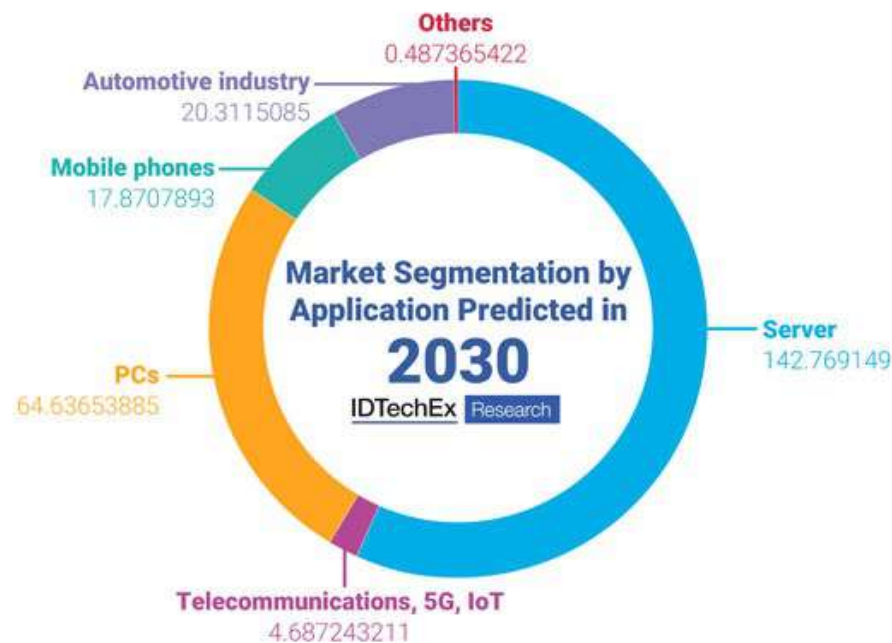 Others
0.487365422
Automotive industry
20.3115085
Mobile phones
17.8707893
Market Segmentation by
Application Predicted in
2030
IDTechEx Research
Server
142.769149
PCs
64.63653885
Telecommunications, 5G, IoT
4.687243211